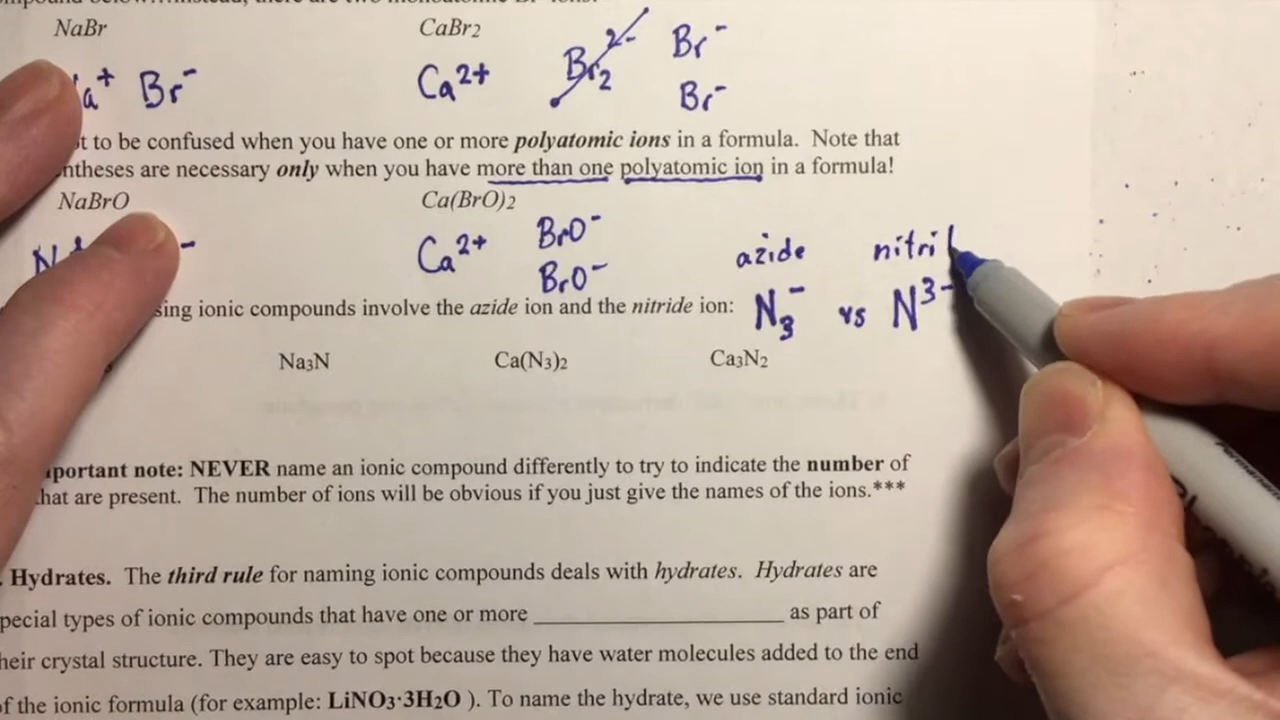 NaBr CaBr2
a+ Br- Ca2+ Br2 2- Br-
Br-
t to be confused when you have one or more polyatomic ions in a formula. Note that
ntheses are necessary only when you have more than one polyatomic ion in a formula!
NaBrO Ca(BrO)2
N - Ca2+ BrO-
BrO-
azide nitri
sing ionic compounds involve the azide ion and the nitride ion: N3- vs N3-
Na3N Ca(N3)2 Ca3N2
portant note: NEVER name an ionic compound differently to try to indicate the number of
hat are present. The number of ions will be obvious if you just give the names of the ions.***
. Hydrates. The third rule for naming ionic compounds deals with hydrates. Hydrates are
pecial types of ionic compounds that have one or more ____________ as part of
heir crystal structure. They are easy to spot because they have water molecules added to the end
of the ionic formula (for example: LiNO3·3H2O ). To name the hydrate, we use standard ionic